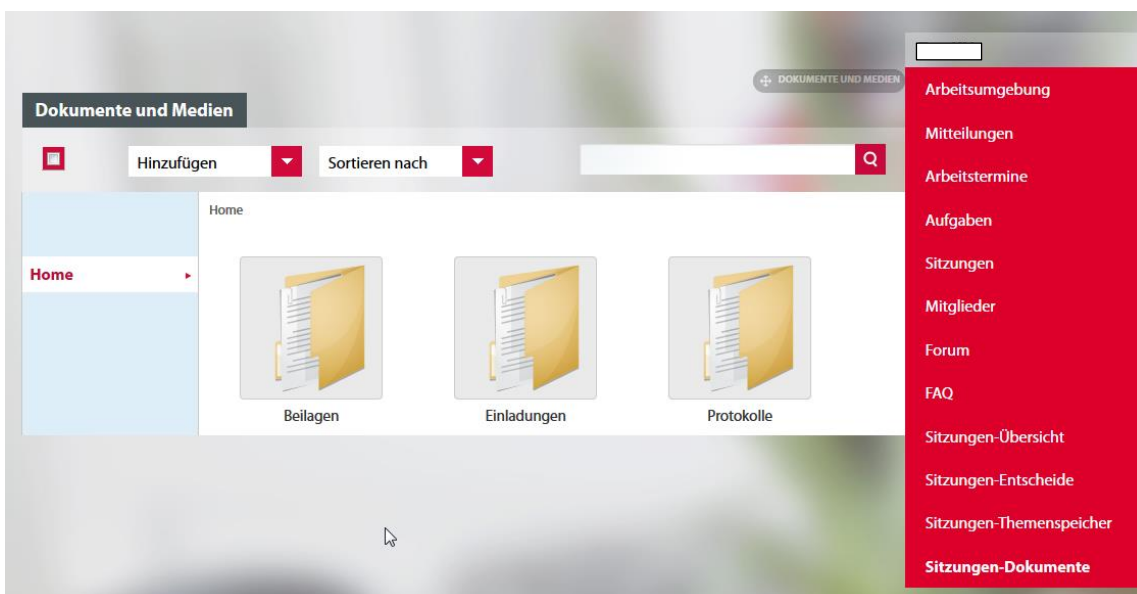 DOKUMENTE UND MEDIEN
Dokumente und Medien
Hinzufügen
Sortieren nach
Home
Home
Beilagen
Einladungen
Protokolle
Arbeitsumgebung
Mitteilungen
Arbeitstermine
Aufgaben
Sitzungen
Mitglieder
Forum
FAQ
Sitzungen-Übersicht
Sitzungen-Entscheide
Sitzungen-Themenspeicher
Sitzungen-Dokumente